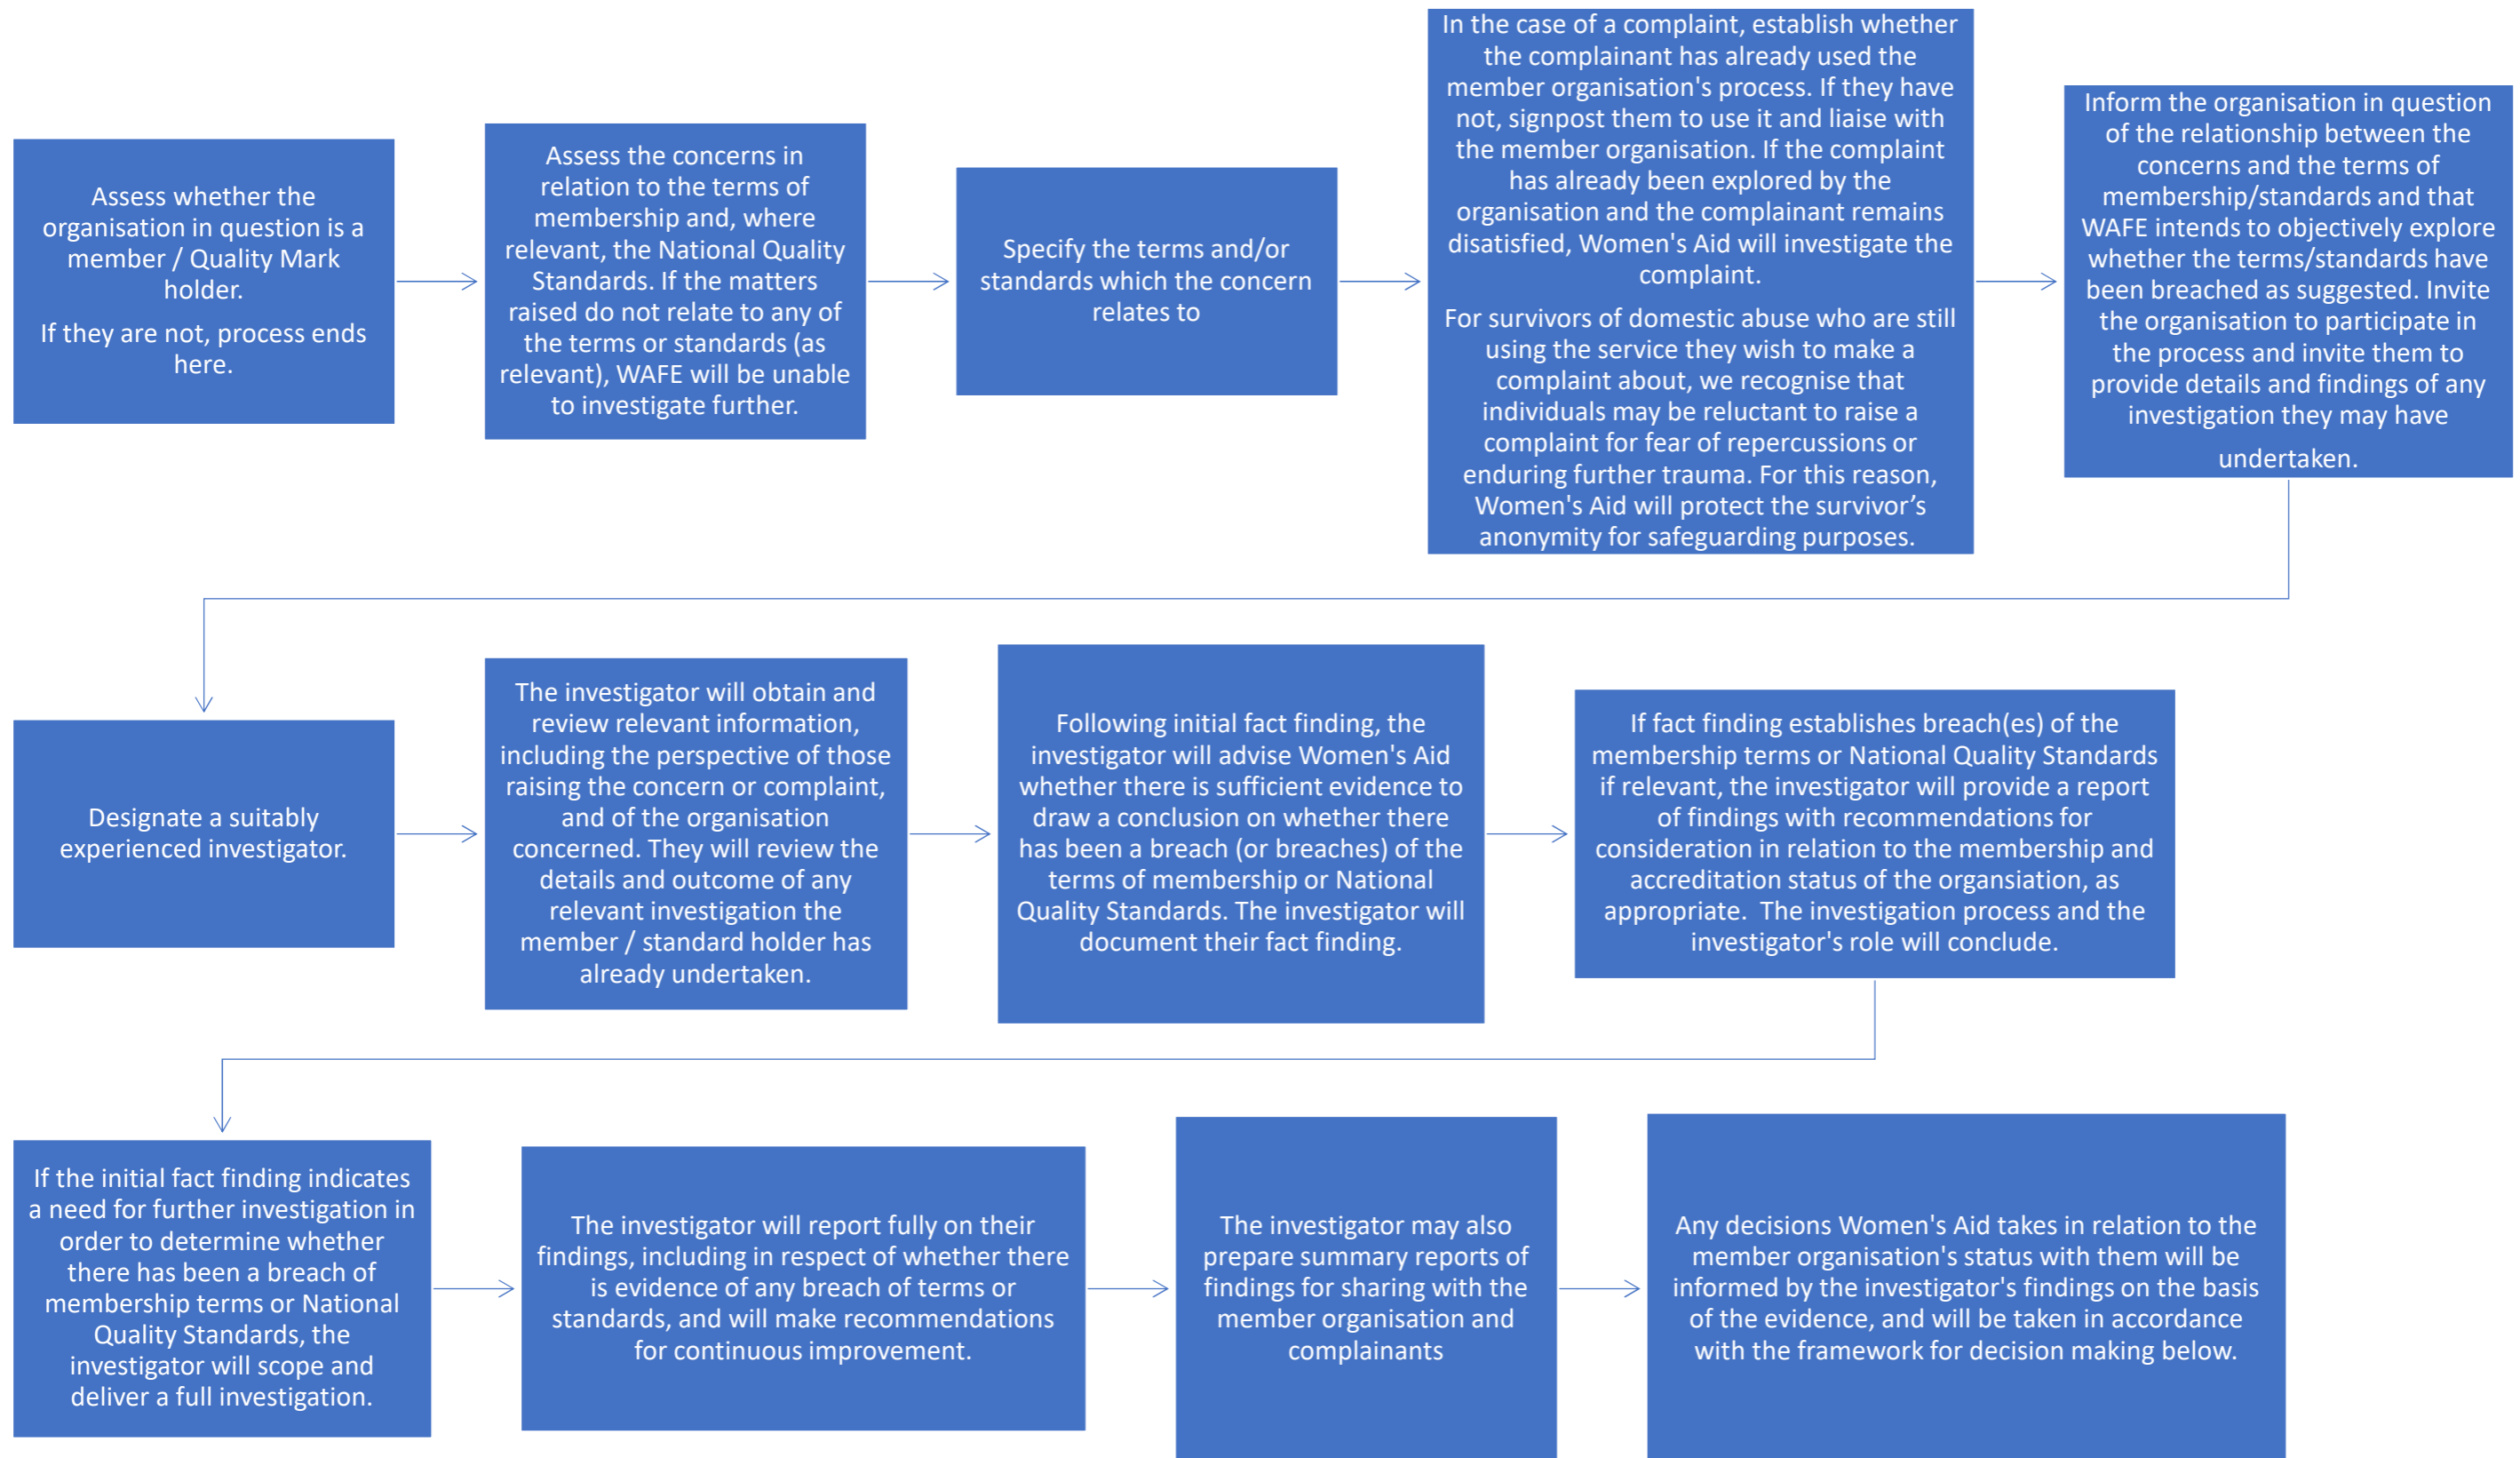 Assess whether the
organisation in question is a
member / Quality Mark
holder.
If they are not, process ends
here.
Assess the concerns in
relation to the terms of
membership and, where
relevant, the National Quality
Standards. If the matters
raised do not relate to any of
the terms or standards (as
relevant), WAFE will be unable
to investigate further.
Specify the terms and/or
standards which the concern
relates to
In the case of a complaint, establish whether
the complainant has already used the
member organisation's process. If they have
not, signpost them to use it and liaise with
the member organisation. If the complaint
has already been explored by the
organisation and the complainant remains
disatisfied, Women's Aid will investigate the
complaint.
For survivors of domestic abuse who are still
using the service they wish to make a
complaint about, we recognise that
individuals may be reluctant to raise a
complaint for fear of repercussions or
enduring further trauma. For this reason,
Women's Aid will protect the survivor’s
anonymity for safeguarding purposes.
Inform the organisation in question
of the relationship between the
concerns and the terms of
membership/standards and that
WAFE intends to objectively explore
whether the terms/standards have
been breached as suggested. Invite
the organisation to participate in
the process and invite them to
provide details and findings of any
investigation they may have
undertaken.
Designate a suitably
experienced investigator.
The investigator will obtain and
review relevant information,
including the perspective of those
raising the concern or complaint,
and of the organisation
concerned. They will review the
details and outcome of any
relevant investigation the
member / standard holder has
already undertaken.
Following initial fact finding, the
investigator will advise Women's Aid
whether there is sufficient evidence to
draw a conclusion on whether there
has been a breach (or breaches) of the
terms of membership or National
Quality Standards. The investigator will
document their fact finding.
If fact finding establishes breach(es) of the
membership terms or National Quality Standards
if relevant, the investigator will provide a report
of findings with recommendations for
consideration in relation to the membership and
accreditation status of the organsiation, as
appropriate.  The investigation process and the
investigator's role will conclude.
If the initial fact finding indicates
a need for further investigation in
order to determine whether
there has been a breach of
membership terms or National
Quality Standards, the
investigator will scope and
deliver a full investigation.
The investigator will report fully on their
findings, including in respect of whether there
is evidence of any breach of terms or
standards, and will make recommendations
for continuous improvement.
The investigator may also
prepare summary reports of
findings for sharing with the
member organisation and
complainants
Any decisions Women's Aid takes in relation to the
member organisation's status with them will be
informed by the investigator's findings on the basis
of the evidence, and will be taken in accordance
with the framework for decision making below.